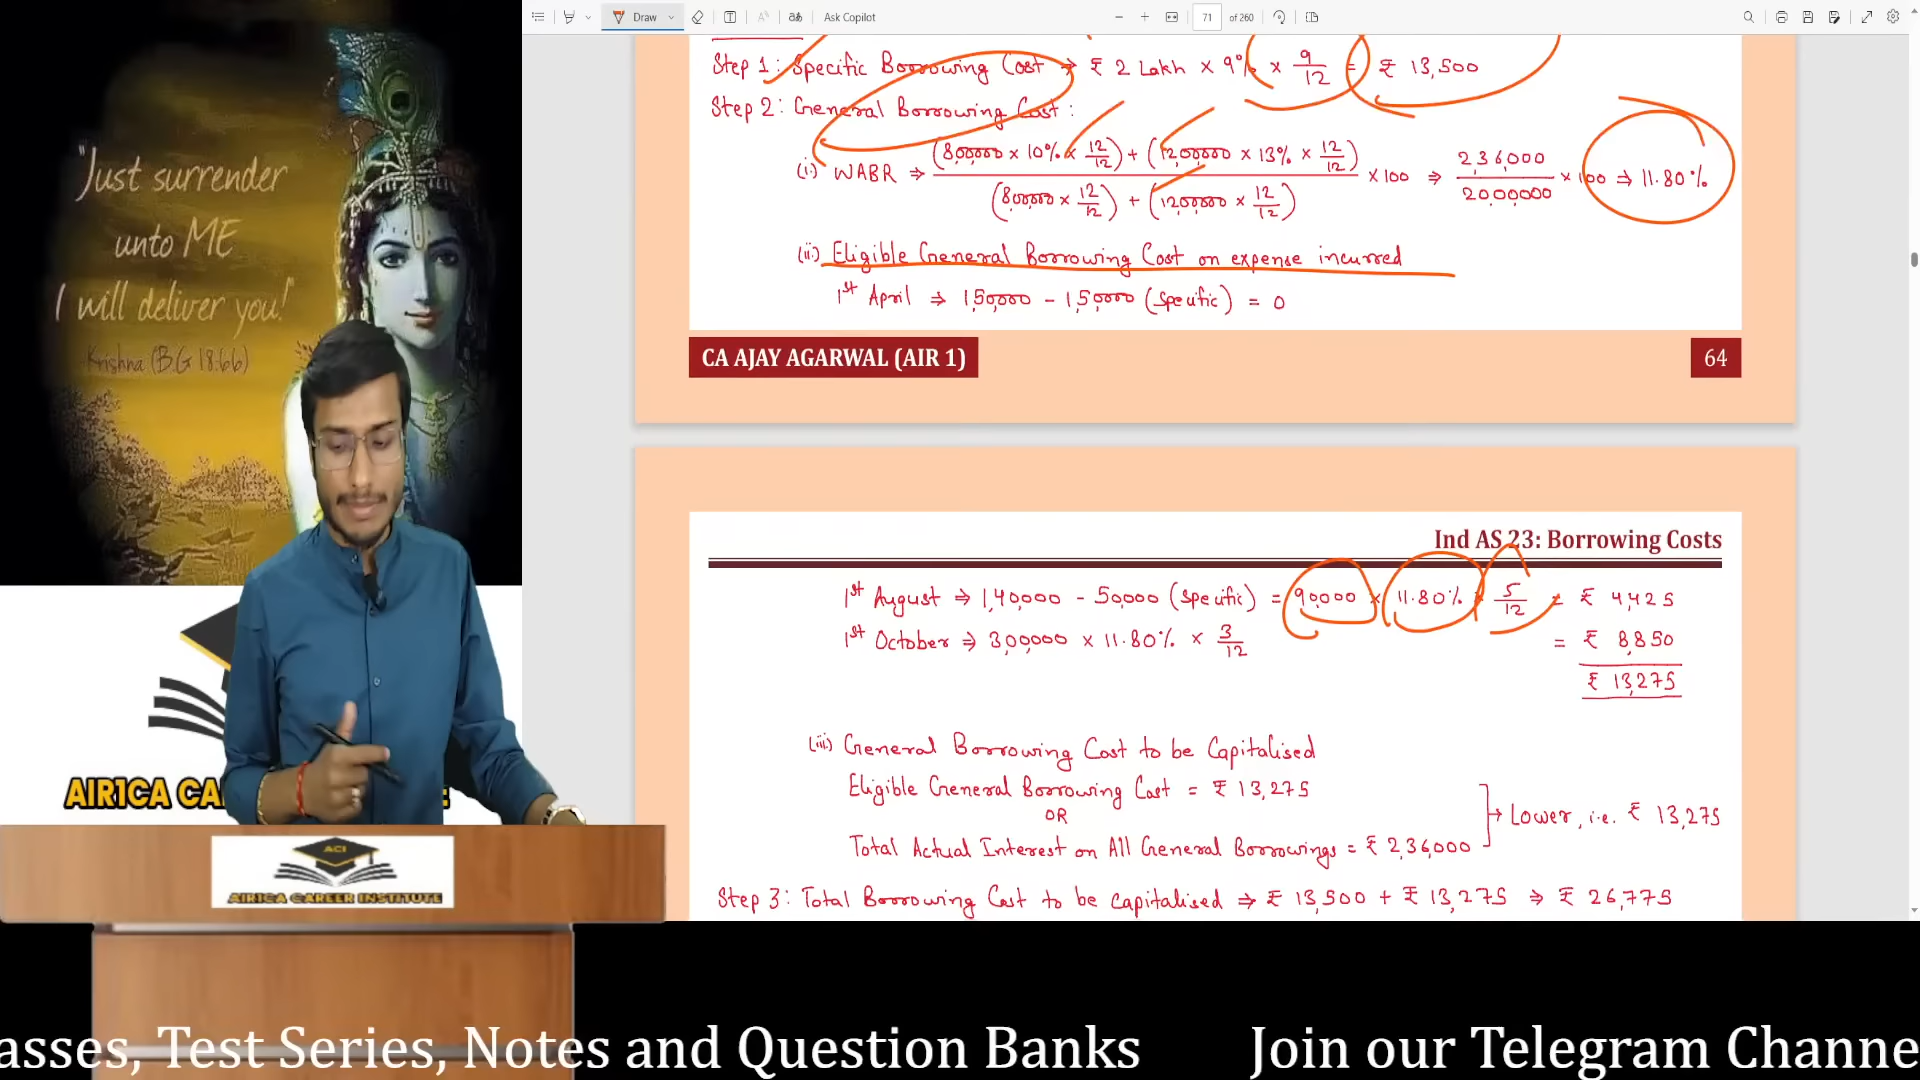 Draw
Ask Copilot
71 of 260
Step 1: Specific Borrowing Cost ⇒ ₹ 2 Lakh × 9% × 9/12 = ₹ 13,500
Step 2: General Borrowing Cost:
(i) WABR ⇒ (8,00,000 × 10% × 12/12) + (12,00,000 × 13% × 12/12) / (8,00,000 × 12/12) + (12,00,000 × 12/12) × 100 ⇒ 2,36,000/20,00,000 × 100 ⇒ 11.80%
(ii) Eligible General Borrowing Cost on expense incurred
1st April ⇒ 1,50,000 - 1,50,000 (Specific) = 0
CA AJAY AGARWAL (AIR 1)
64
Ind AS 23: Borrowing Costs
1st August ⇒ 1,40,000 - 50,000 (Specific) = 90,000 × 11.80% × 5/12 = ₹ 4,425
1st October ⇒ 3,00,000 × 11.80% × 3/12 = ₹ 8,850
₹ 13,275
(iii) General Borrowing Cost to be Capitalised
Eligible General Borrowing Cost = ₹ 13,275
OR
Total Actual Interest on All General Borrowings = ₹ 2,36,000
Lower, i.e. ₹ 13,275
Step 3: Total Borrowing Cost to be capitalised ⇒ ₹ 13,500 + ₹ 13,275 ⇒ ₹ 26,775
"Just surrender
unto ME
I will deliver you!"
Krishna (B.G 18.66)
AIR1CA CA
ACI
AIR1CA CAREER INSTITUTE
asses, Test Series, Notes and Question Banks
Join our Telegram Channe